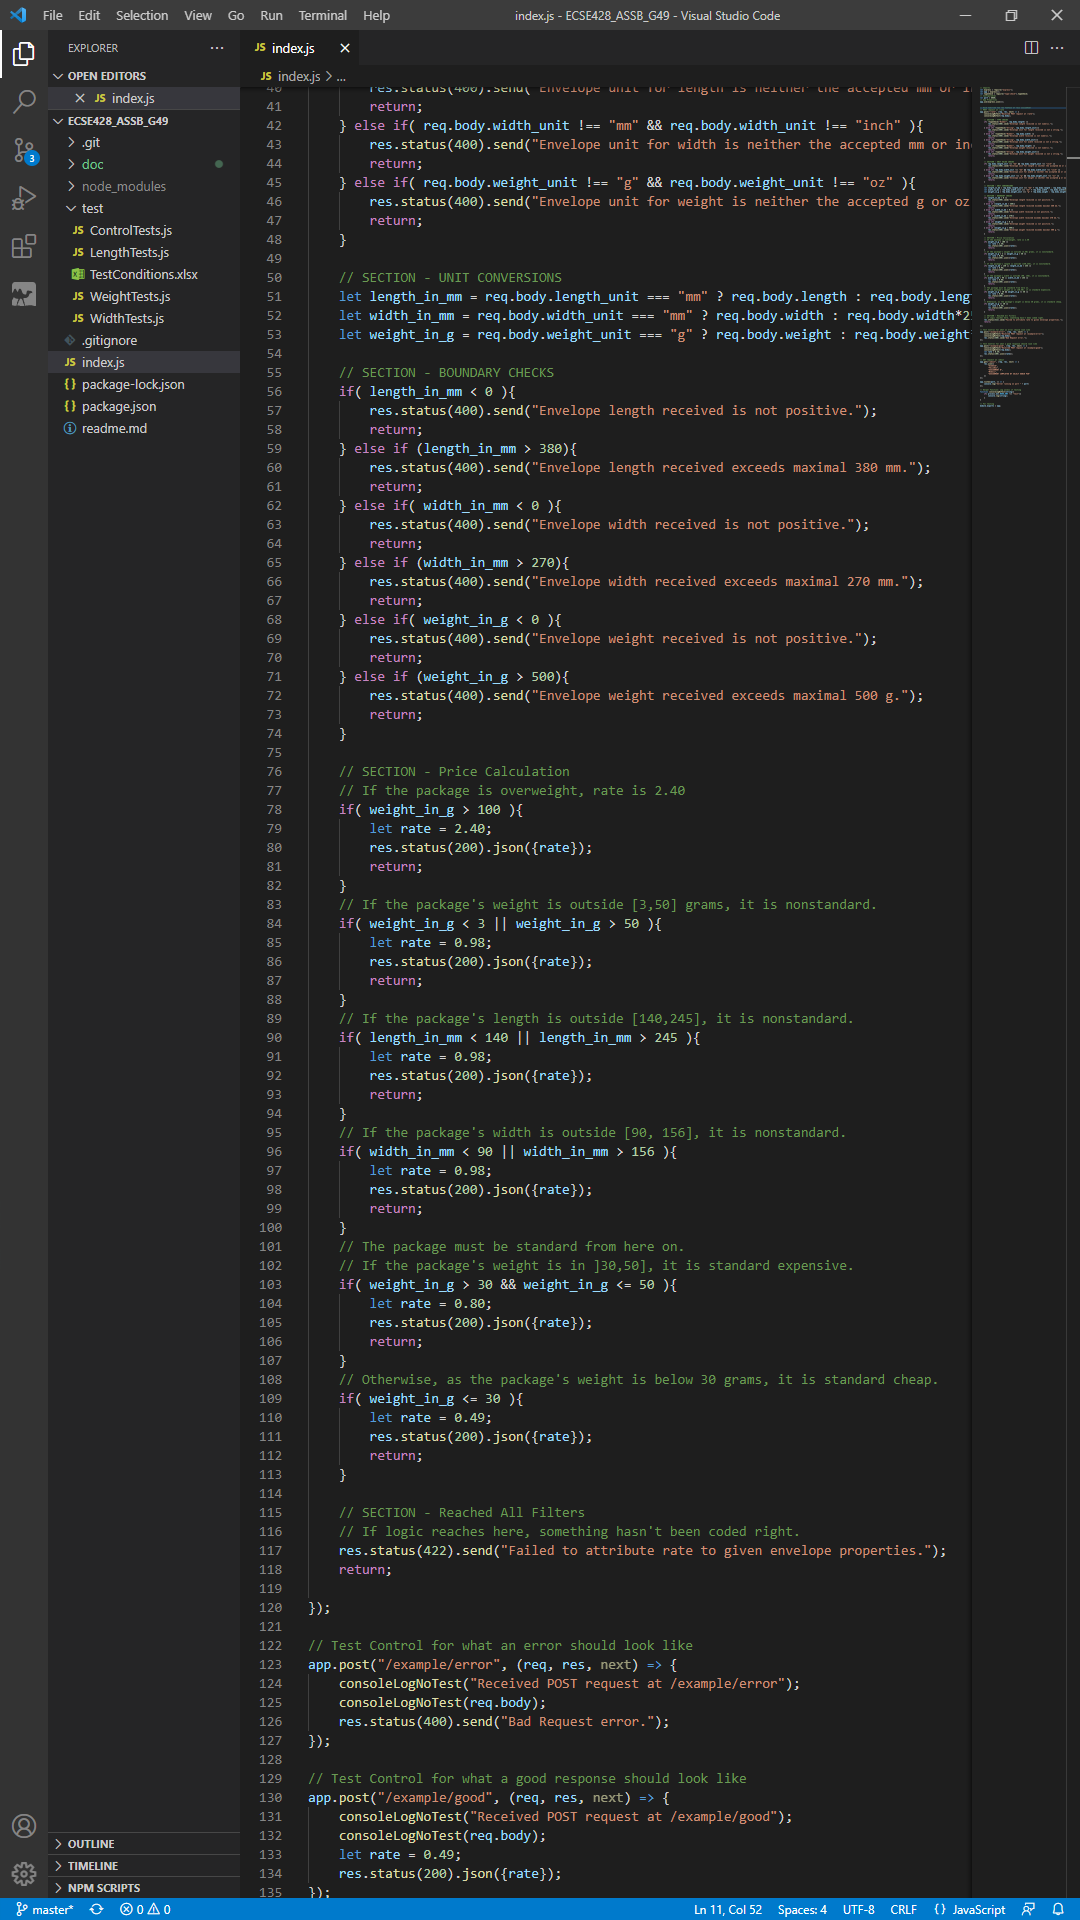 File Edit Selection View Go Run Terminal Help index.js - ECSE428_ASSB_G49 - Visual Studio Code
EXPLORER ···
OPEN EDITORS
JS index.js
ECSE428_ASSB_G49
.git
doc
node_modules
test
JS ControlTests.js
JS LengthTests.js
TestConditions.xlsx
JS WeightTests.js
JS WidthTests.js
.gitignore
JS index.js
{} package-lock.json
{} package.json
readme.md
3
OUTLINE
TIMELINE
NPM SCRIPTS
JS index.js
JS index.js > ...
40 res.status(400).send("Envelope unit for length is neither the accepted mm or in
41 return;
42 } else if( req.body.width_unit !== "mm" && req.body.width_unit !== "inch" ){
43 res.status(400).send("Envelope unit for width is neither the accepted mm or in
44 return;
45 } else if( req.body.weight_unit !== "g" && req.body.weight_unit !== "oz" ){
46 res.status(400).send("Envelope unit for weight is neither the accepted g or oz
47 return;
48 }
49
50 // SECTION - UNIT CONVERSIONS
51 let length_in_mm = req.body.length_unit === "mm" ? req.body.length : req.body.leng
52 let width_in_mm = req.body.width_unit === "mm" ? req.body.width : req.body.width*2
53 let weight_in_g = req.body.weight_unit === "g" ? req.body.weight : req.body.weight
54
55 // SECTION - BOUNDARY CHECKS
56 if( length_in_mm < 0 ){
57 res.status(400).send("Envelope length received is not positive.");
58 return;
59 } else if (length_in_mm > 380){
60 res.status(400).send("Envelope length received exceeds maximal 380 mm.");
61 return;
62 } else if( width_in_mm < 0 ){
63 res.status(400).send("Envelope width received is not positive.");
64 return;
65 } else if (width_in_mm > 270){
66 res.status(400).send("Envelope width received exceeds maximal 270 mm.");
67 return;
68 } else if( weight_in_g < 0 ){
69 res.status(400).send("Envelope weight received is not positive.");
70 return;
71 } else if (weight_in_g > 500){
72 res.status(400).send("Envelope weight received exceeds maximal 500 g.");
73 return;
74 }
75
76 // SECTION - Price Calculation
77 // If the package is overweight, rate is 2.40
78 if( weight_in_g > 100 ){
79 let rate = 2.40;
80 res.status(200).json({rate});
81 return;
82 }
83 // If the package's weight is outside [3,50] grams, it is nonstandard.
84 if( weight_in_g < 3 || weight_in_g > 50 ){
85 let rate = 0.98;
86 res.status(200).json({rate});
87 return;
88 }
89 // If the package's length is outside [140,245], it is nonstandard.
90 if( length_in_mm < 140 || length_in_mm > 245 ){
91 let rate = 0.98;
92 res.status(200).json({rate});
93 return;
94 }
95 // If the package's width is outside [90, 156], it is nonstandard.
96 if( width_in_mm < 90 || width_in_mm > 156 ){
97 let rate = 0.98;
98 res.status(200).json({rate});
99 return;
100 }
101 // The package must be standard from here on.
102 // If the package's weight is in ]30,50], it is standard expensive.
103 if( weight_in_g > 30 && weight_in_g <= 50 ){
104 let rate = 0.80;
105 res.status(200).json({rate});
106 return;
107 }
108 // Otherwise, as the package's weight is below 30 grams, it is standard cheap.
109 if( weight_in_g <= 30 ){
110 let rate = 0.49;
111 res.status(200).json({rate});
112 return;
113 }
114
115 // SECTION - Reached All Filters
116 // If logic reaches here, something hasn't been coded right.
117 res.status(422).send("Failed to attribute rate to given envelope properties.");
118 return;
119
120 });
121
122 // Test Control for what an error should look like
123 app.post("/example/error", (req, res, next) => {
124 consoleLogNoTest("Received POST request at /example/error");
125 consoleLogNoTest(req.body);
126 res.status(400).send("Bad Request error.");
127 });
128
129 // Test Control for what a good response should look like
130 app.post("/example/good", (req, res, next) => {
131 consoleLogNoTest("Received POST request at /example/good");
132 consoleLogNoTest(req.body);
133 let rate = 0.49;
134 res.status(200).json({rate});
135 });
master* 0 0 Ln 11, Col 52 Spaces: 4 UTF-8 CRLF {} JavaScript